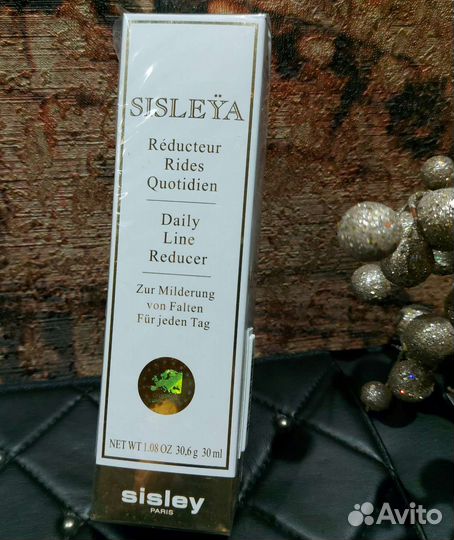 SISLEŸA
Réducteur
Rides
Quotidien
Daily
Line
Reducer
Zur Milderung
von Falten
Für jeden Tag
NET WT 1.08 OZ 30,6 g 30 ml
sisley
PARIS
Avito